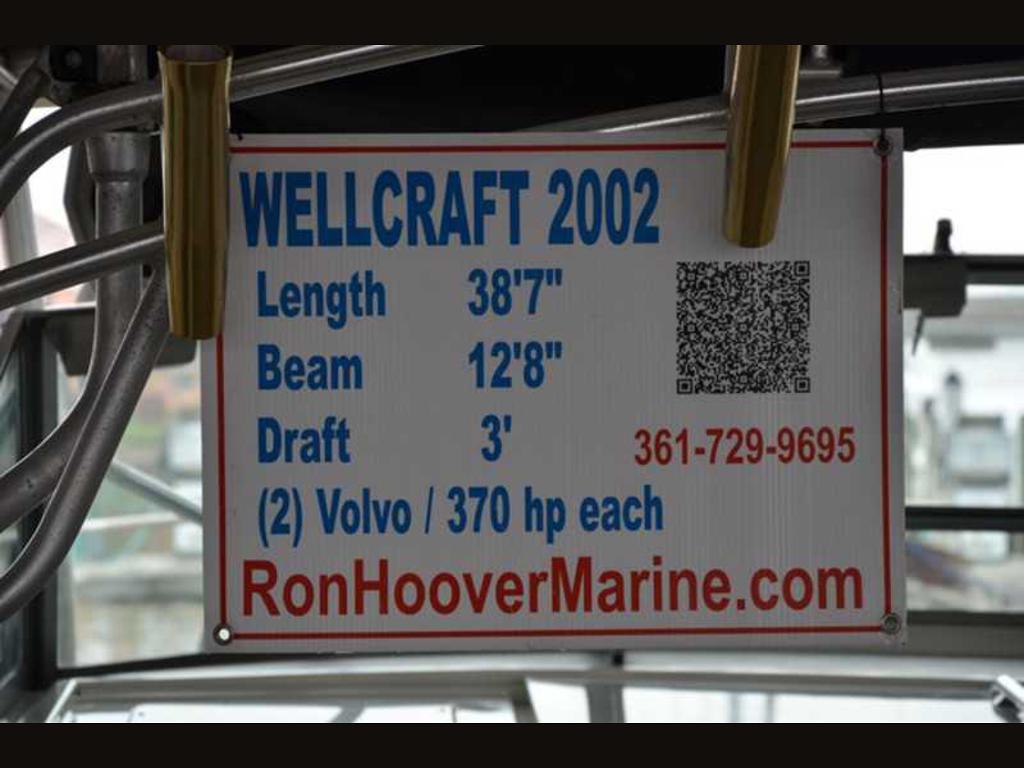 WELLCRAFT 2002
Length 38'7"
Beam 12'8"
Draft 3'
361-729-9695
(2) Volvo / 370 hp each
RonHooverMarine.com